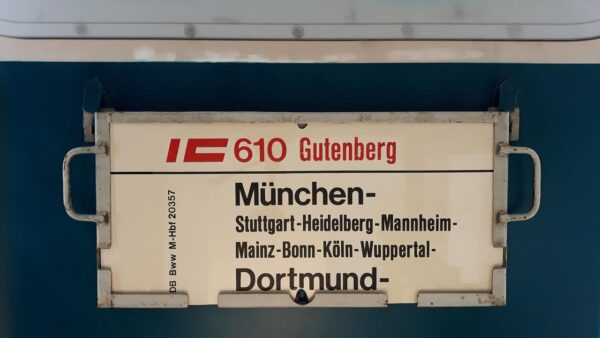 IC 610 Gutenberg
München-
Stuttgart-Heidelberg-Mannheim-
Mainz-Bonn-Köln-Wuppertal-
Dortmund-
DB Bww M-Hbf 20357